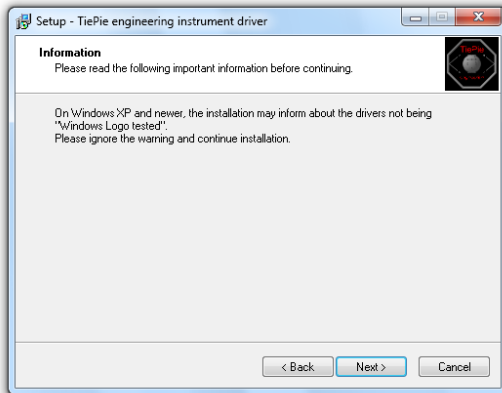 Setup - TiePie engineering instrument driver
Information
Please read the following important information before continuing.
TiePie
On Windows XP and newer, the installation may inform about the drivers not being
"Windows Logo tested".
Please ignore the warning and continue installation.
< Back
Next >
Cancel